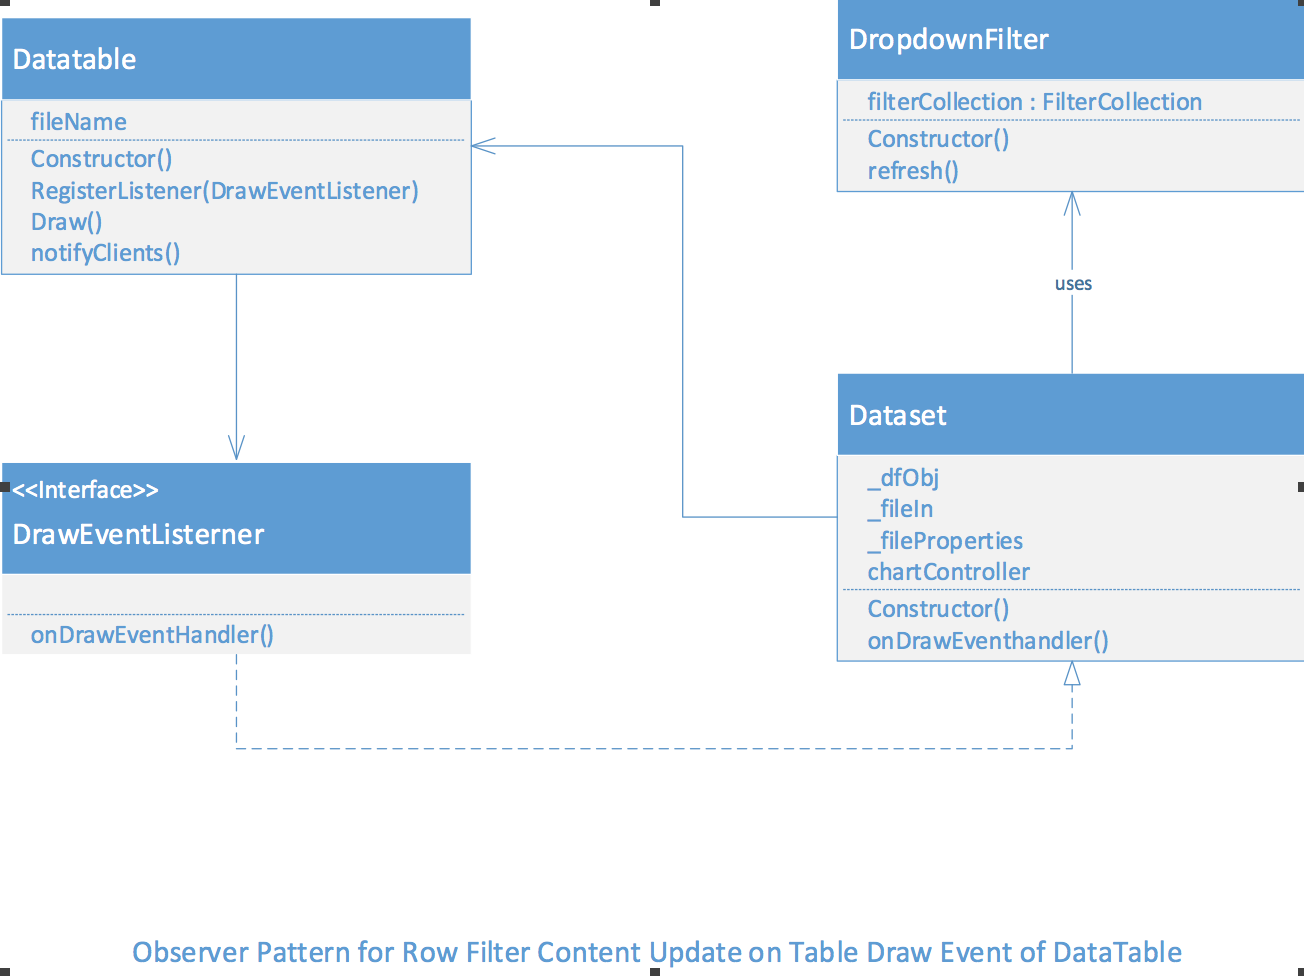 Datatable
fileName
Constructor()
RegisterListener(DrawEventListener)
Draw()
notifyClients()
DropdownFilter
filterCollection : FilterCollection
Constructor()
refresh()
uses
<<Interface>>
DrawEventListerner
onDrawEventHandler()
Dataset
_dfObj
_fileIn
_fileProperties
chartController
Constructor()
onDrawEventhandler()
Observer Pattern for Row Filter Content Update on Table Draw Event of DataTable